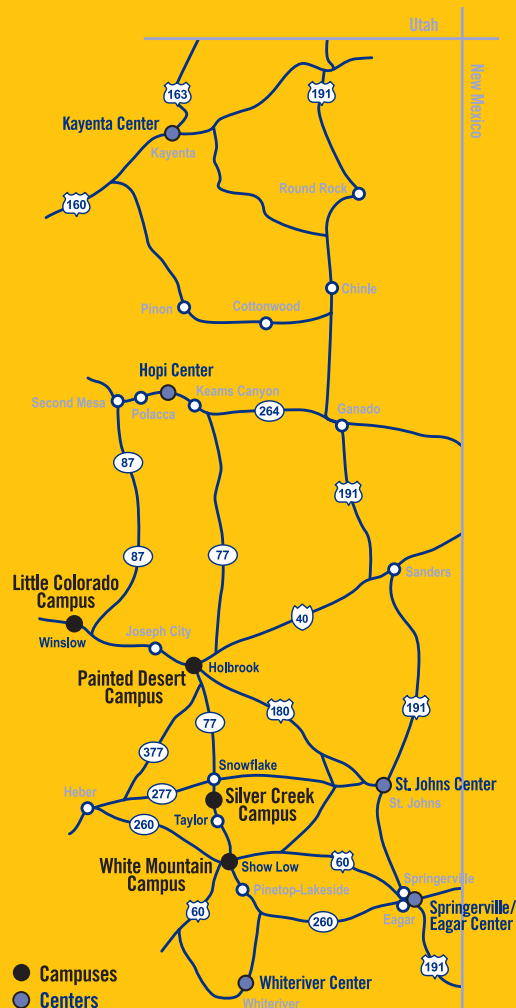 Utah
New Mexico
163
191
Kayenta Center
Kayenta
Round Rock
160
Chinle
Pinon
Cottonwood
Hopi Center
Kearns Canyon
Second Mesa
Polacca
264
Ganado
87
191
87
77
Sanders
Little Colorado
Campus
40
Joseph City
Winslow
Holbrook
Painted Desert
Campus
180
191
77
377
Snowflake
St. Johns Center
St. Johns
Heber
277
Silver Creek
Campus
Taylor
260
White Mountain
Campus
Show Low
60
Springerville
Pinetop-Lakeside
60
260
Eagar
Springerville/
Eagar Center
191
Campuses
Centers
Whiteriver Center
Whiteriver